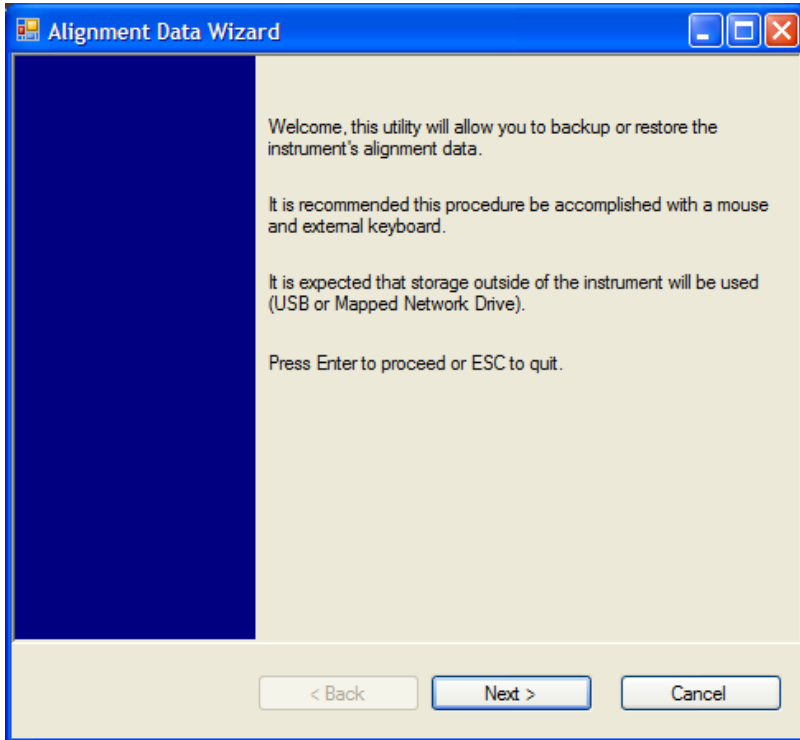 Alignment Data Wizard
Welcome, this utility will allow you to backup or restore the
instrument's alignment data.
It is recommended this procedure be accomplished with a mouse
and external keyboard.
It is expected that storage outside of the instrument will be used
(USB or Mapped Network Drive).
Press Enter to proceed or ESC to quit.
< Back
Next >
Cancel